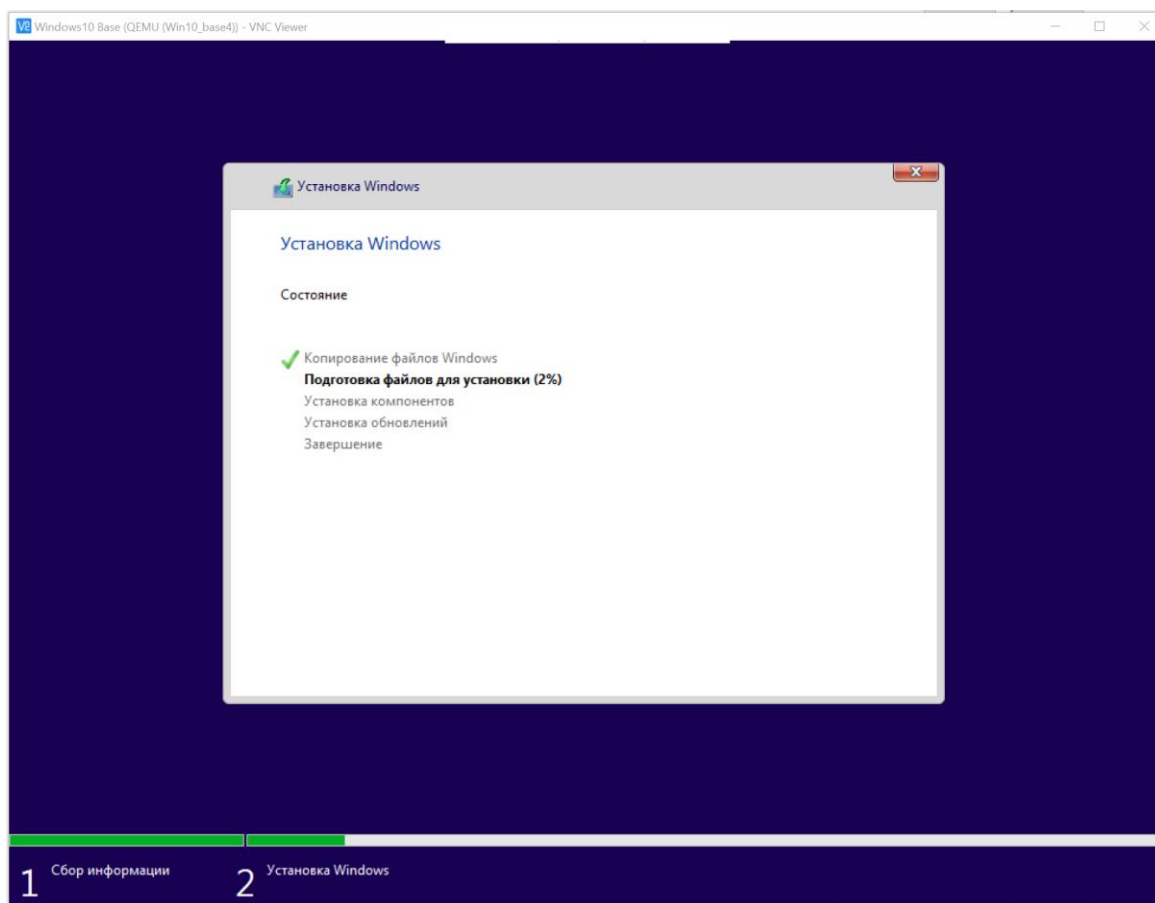 Windows10 Base (QEMU (Win10_base4)) - VNC Viewer
Установка Windows
Установка Windows
Состояние
Копирование файлов Windows
Подготовка файлов для установки (2%)
Установка компонентов
Установка обновлений
Завершение
1 Сбор информации
2 Установка Windows